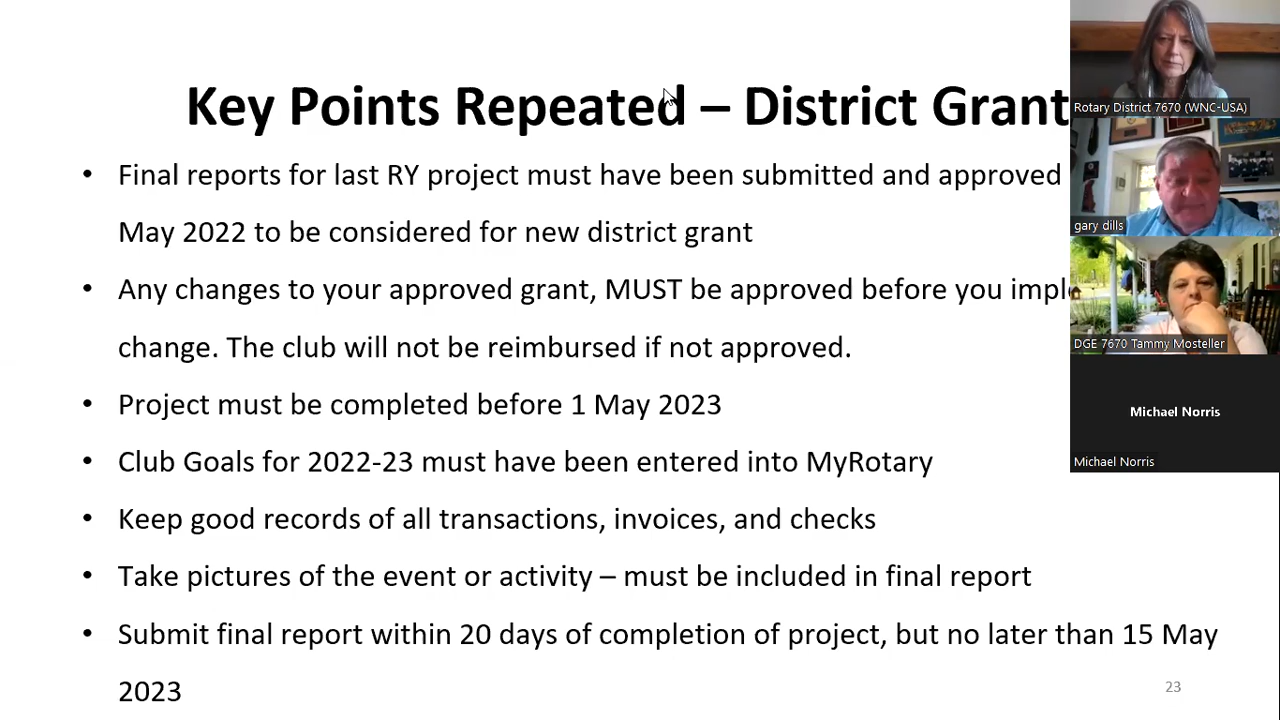 Key Points Repeated – District Grant
• Final reports for last RY project must have been submitted and approved
May 2022 to be considered for new district grant
• Any changes to your approved grant, MUST be approved before you
change. The club will not be reimbursed if not approved.
• Project must be completed before 1 May 2023
• Club Goals for 2022-23 must have been entered into MyRotary
• Keep good records of all transactions, invoices, and checks
• Take pictures of the event or activity – must be included in final report
• Submit final report within 20 days of completion of project, but no later than 15 May
2023
23
Rotary District 7670 (WNC-USA)
gary dills
DGE 7670 Tammy Mosteller
Michael Norris
Michael Norris